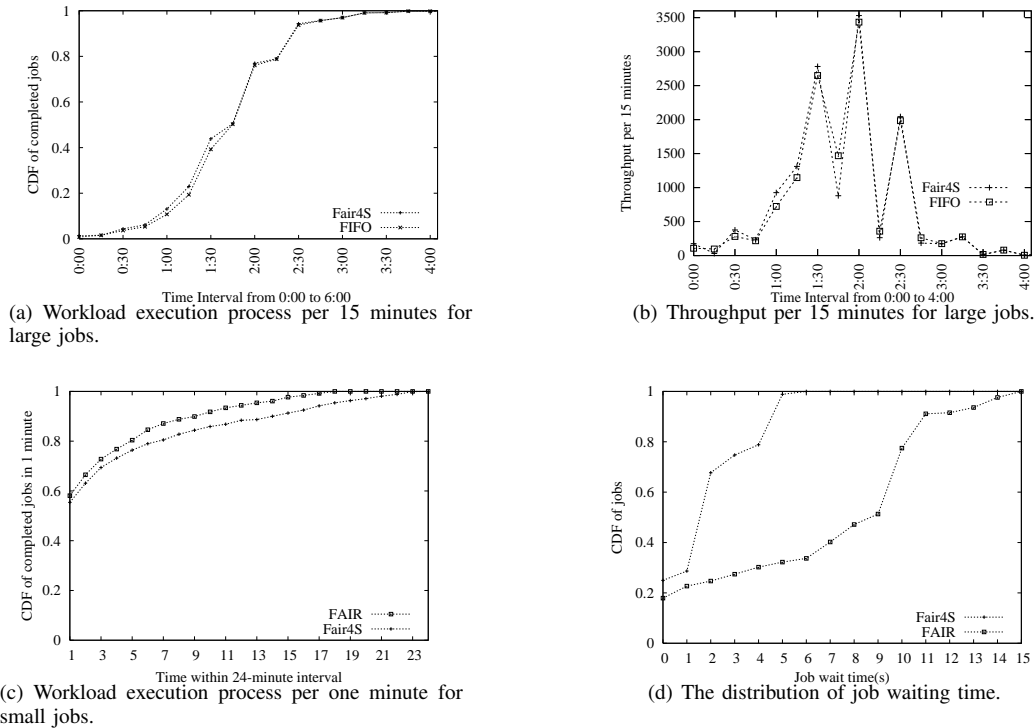 1
0.8
0.6
0.4
0.2
0
CDF of completed jobs
Fair4S
FIFO
0:00
0:30
1:00
1:30
2:00
2:30
3:00
3:30
4:00
Time Interval from 0:00 to 6:00
(a) Workload execution process per 15 minutes for
large jobs.
3500
3000
2500
2000
1500
1000
500
0
Throughput per 15 minutes
Fair4S
FIFO
0:00
0:30
1:00
1:30
2:00
2:30
3:00
3:30
4:00
Time Interval from 0:00 to 4:00
(b) Throughput per 15 minutes for large jobs.
1
0.8
0.6
0.4
0.2
0
CDF of completed jobs in 1 minute
FAIR
Fair4S
1 3 5 7 9 11 13 15 17 19 21 23
Time within 24-minute interval
(c) Workload execution process per one minute for
small jobs.
1
0.8
0.6
0.4
0.2
0
CDF of jobs
Fair4S
FAIR
0 1 2 3 4 5 6 7 8 9 10 11 12 13 14 15
Job wait time(s)
(d) The distribution of job waiting time.